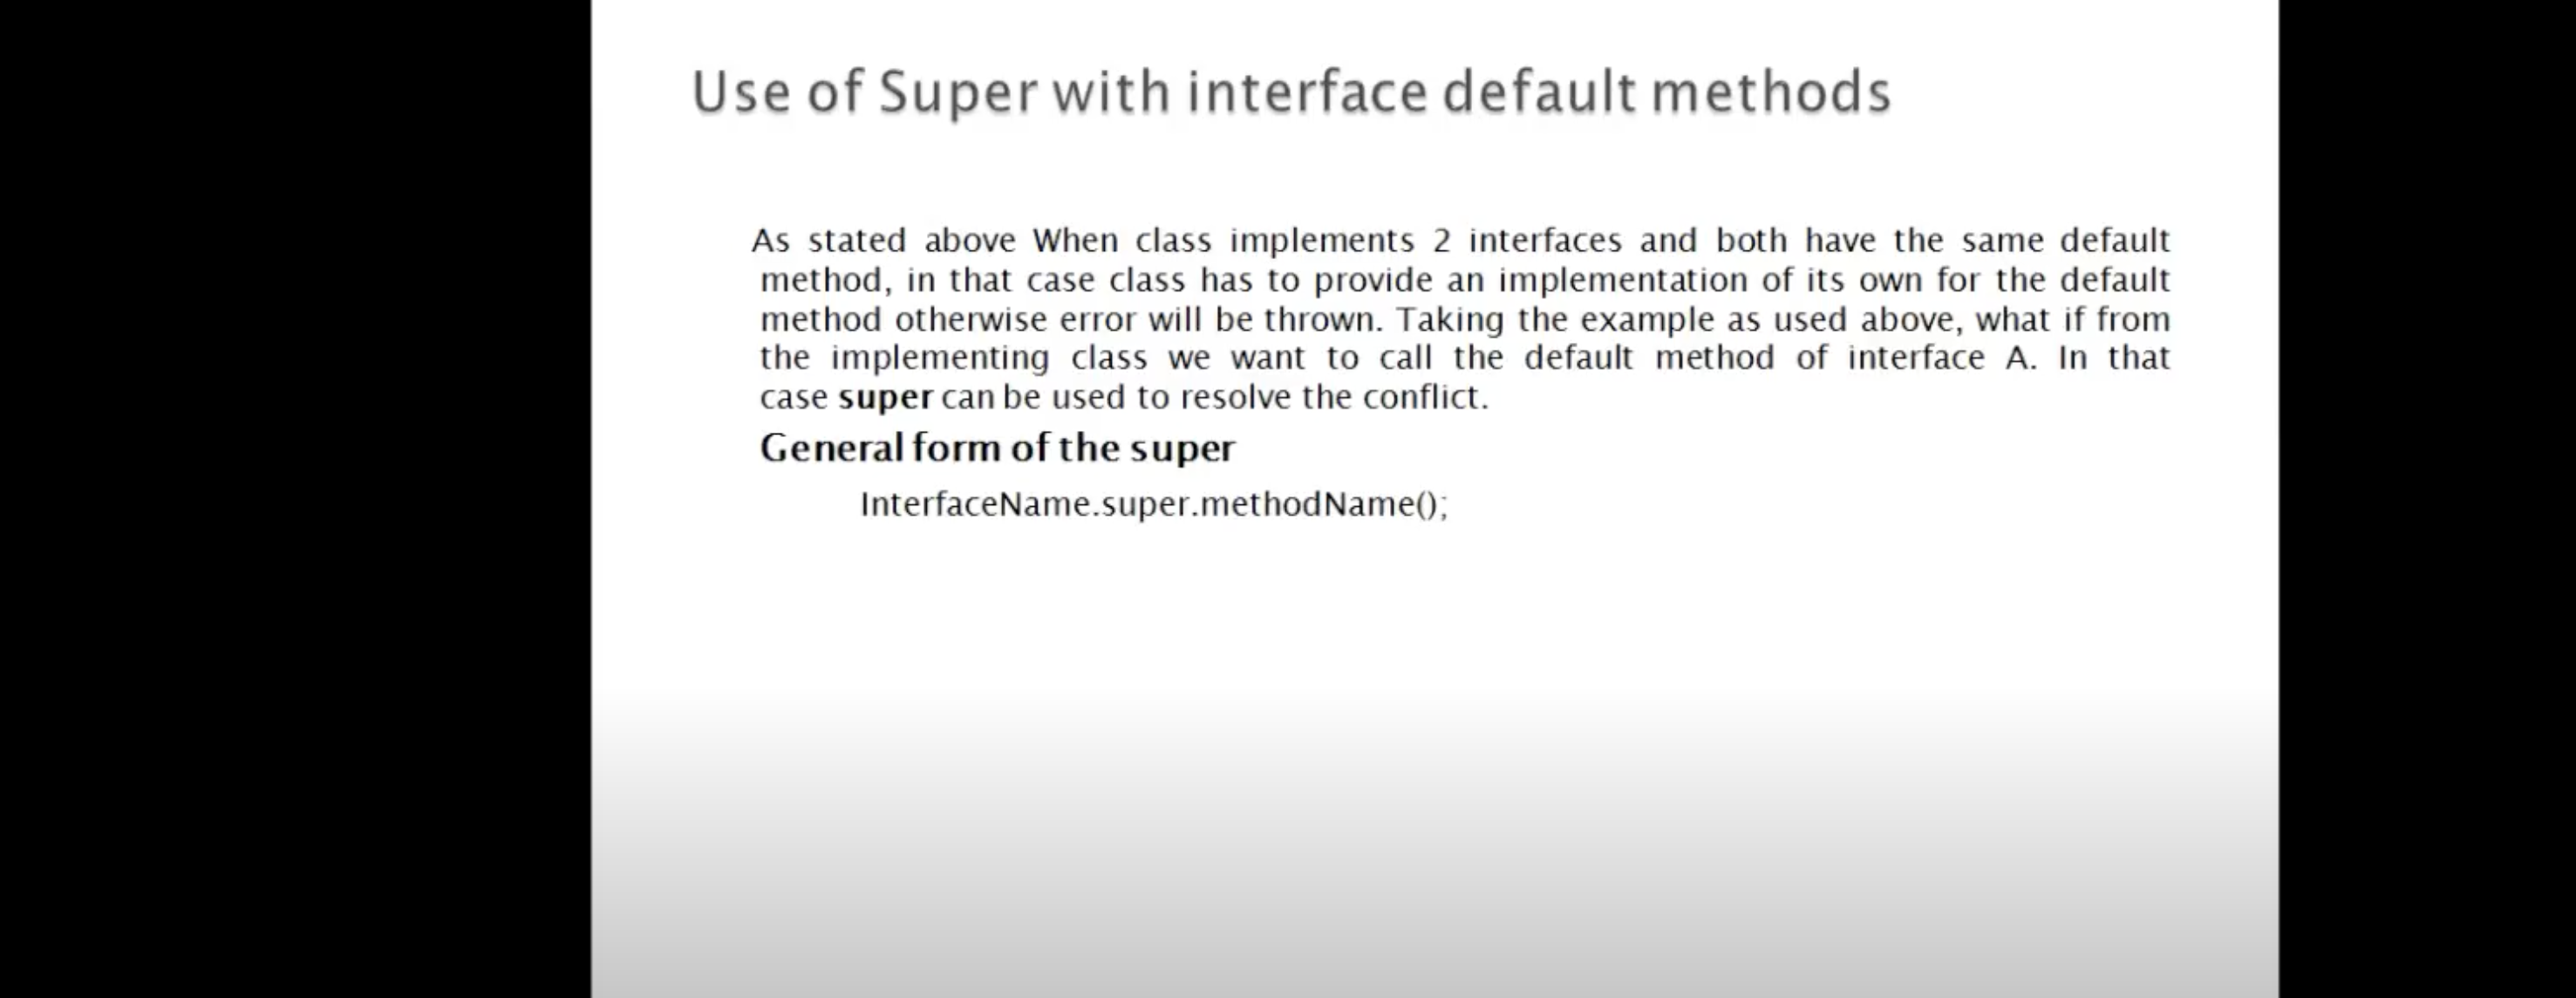 Use of Super with interface default methods
As stated above When class implements 2 interfaces and both have the same default
method, in that case class has to provide an implementation of its own for the default
method otherwise error will be thrown. Taking the example as used above, what if from
the implementing class we want to call the default method of interface A. In that
case super can be used to resolve the conflict.
General form of the super
InterfaceName.super.methodName();